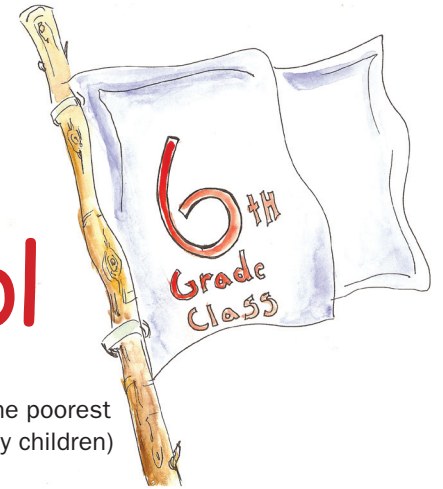 6th
Grade
Class
ol
he poorest
y children)